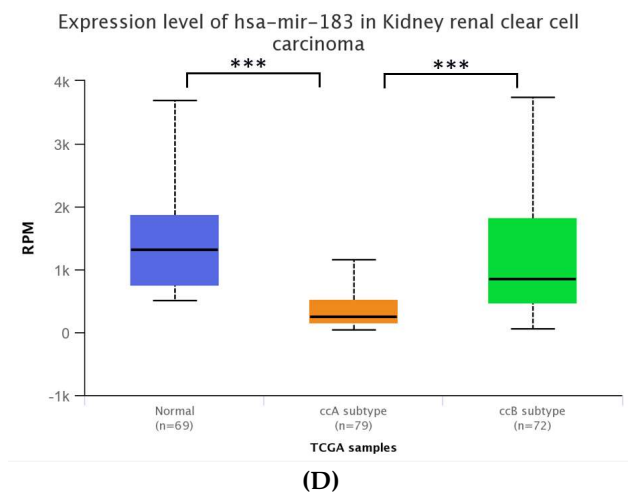 Expression level of hsa-mir-183 in Kidney renal clear cell
carcinoma
*** ***
4k
3k
2k
1k
0
-1k
RPM
Normal
(n=69)
ccA subtype
(n=79)
ccB subtype
(n=72)
TCGA samples
(D)